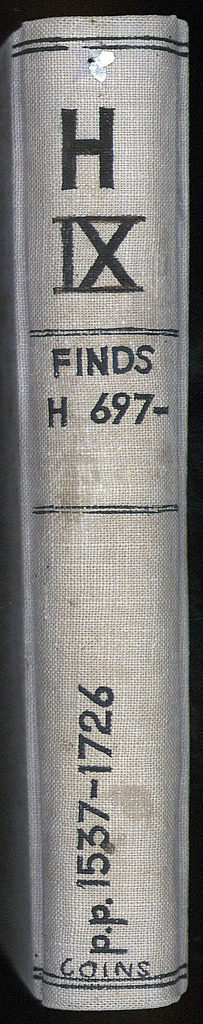 H
IX
FINDS
H 697-
p.p. 1537-1726
COINS